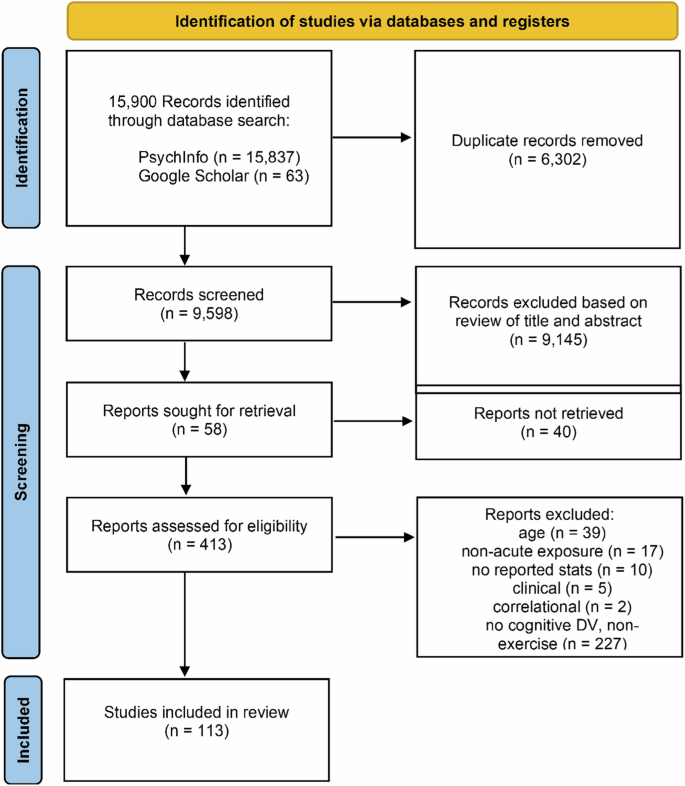 Identification of studies via databases and registers
Identification
15,900 Records identified
through database search:
PsychInfo (n = 15,837)
Google Scholar (n = 63)
Duplicate records removed
(n = 6,302)
Screening
Records screened
(n = 9,598)
Records excluded based on
review of title and abstract
(n = 9,145)
Reports sought for retrieval
(n = 58)
Reports not retrieved
(n = 40)
Reports assessed for eligibility
(n = 413)
Reports excluded:
age (n = 39)
non-acute exposure (n = 17)
no reported stats (n = 10)
clinical (n = 5)
correlational (n = 2)
no cognitive DV, non-
exercise (n = 227)
Included
Studies included in review
(n = 113)